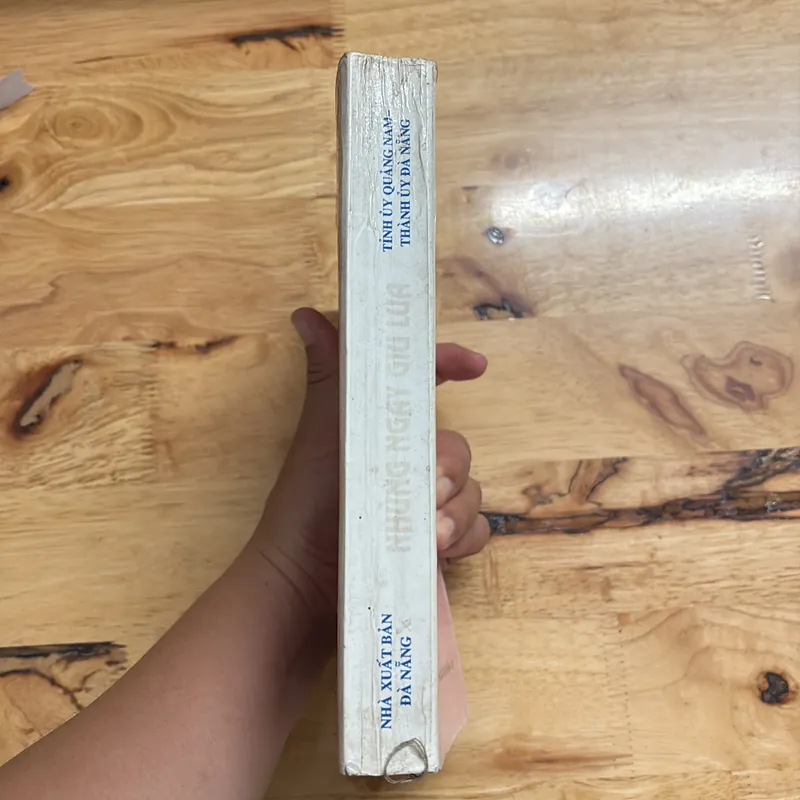 TỈNH ỦY QUẢNG NAM-
THÀNH ỦY ĐÀ NẴNG
NHỮNG NGÀY GIỮ LỬA
NHÀ XUẤT BẢN
ĐÀ NẴNG